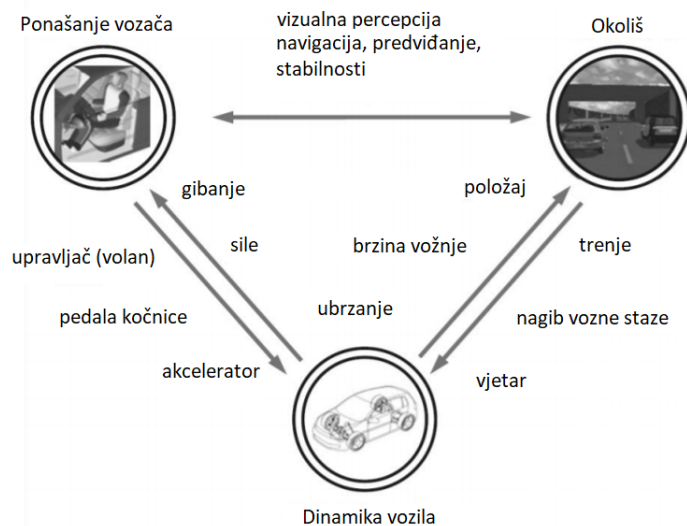 Ponašanje vozača
vizualna percepcija
navigacija, predviđanje,
stabilnosti
Okoliš
gibanje
položaj
upravljač (volan)
sile
brzina vožnje
trenje
pedala kočnice
ubrzanje
nagib vozne staze
akcelerator
vjetar
Dinamika vozila